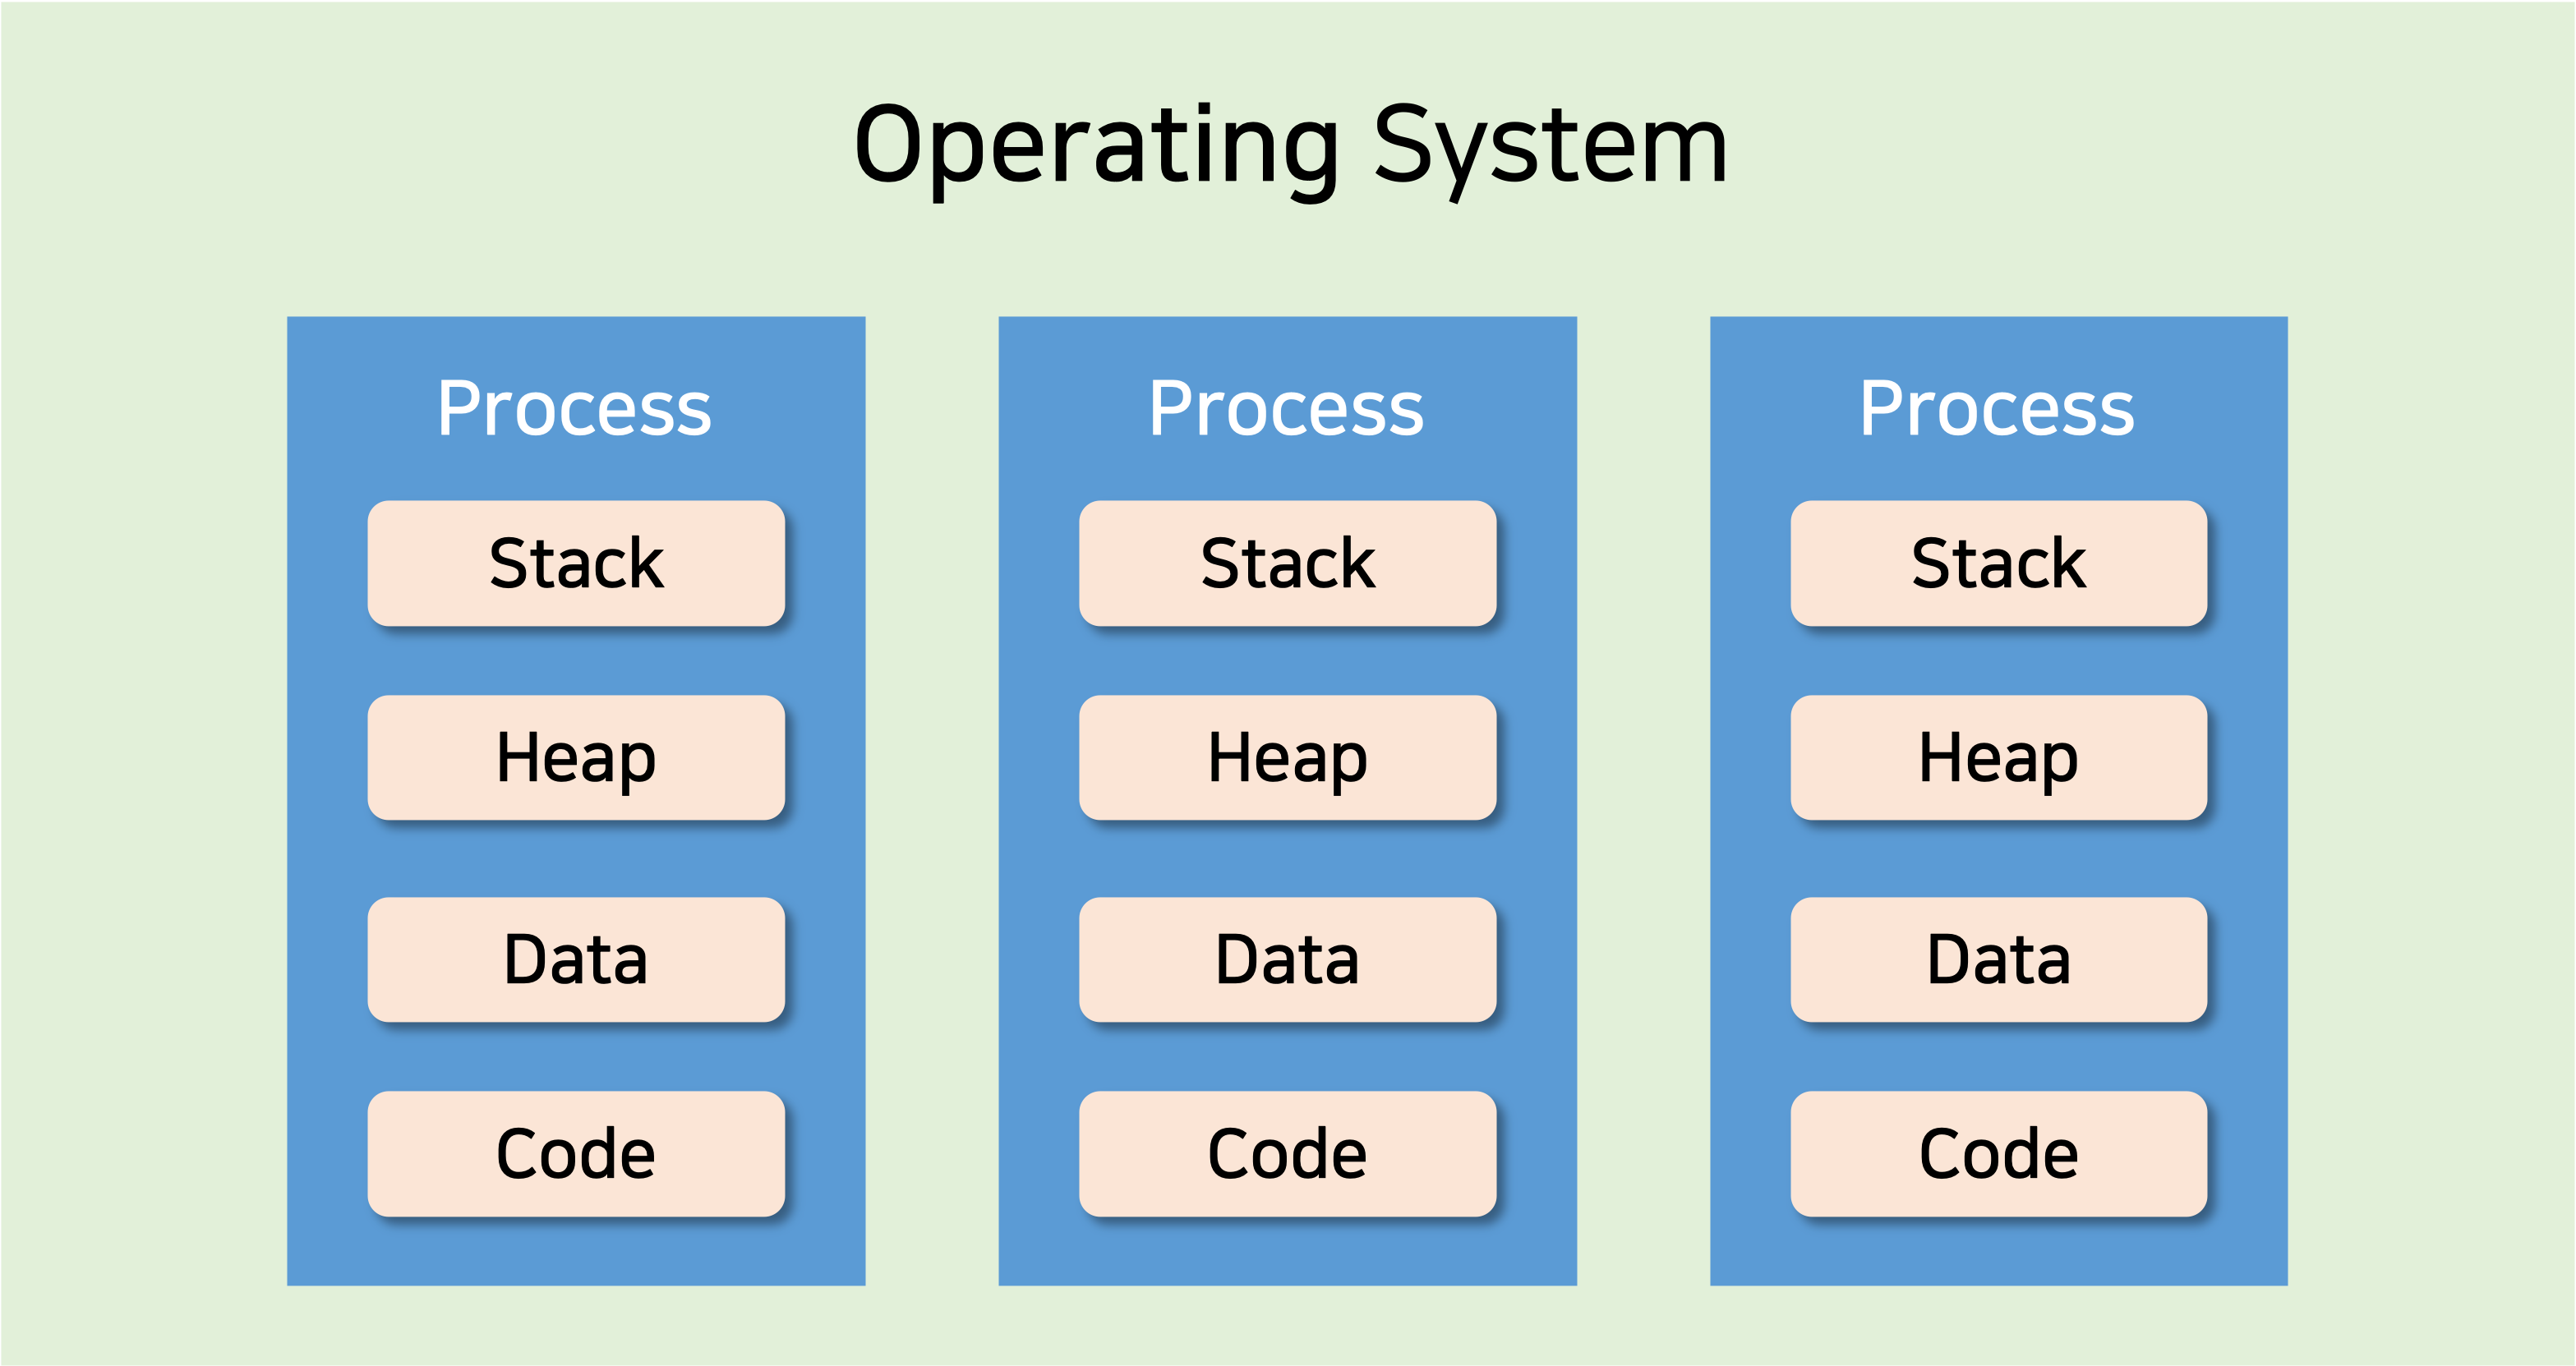 Operating System
Process
Stack
Heap
Data
Code
Process
Stack
Heap
Data
Code
Process
Stack
Heap
Data
Code